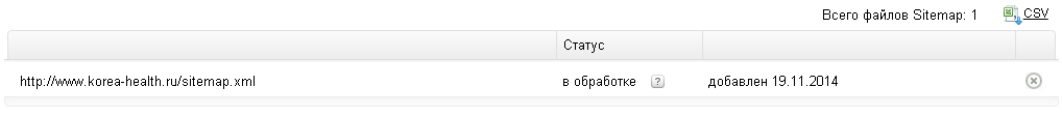 Всего файлов Sitemap: 1 CSV
Статус
http://www.korea-health.ru/sitemap.xml в обработке ? добавлен 19.11.2014